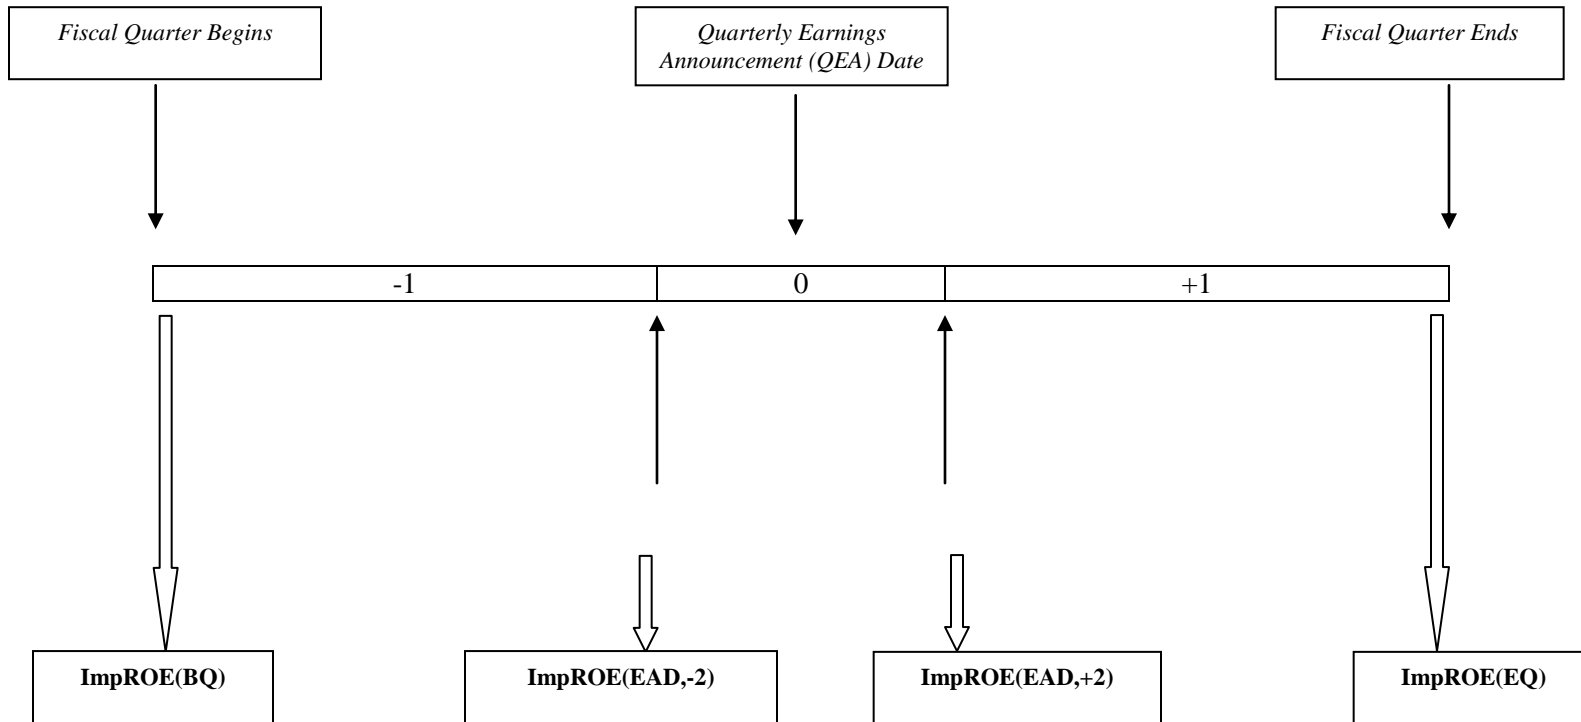 Fiscal Quarter Begins
Quarterly Earnings
Announcement (QEA) Date
Fiscal Quarter Ends
-1
0
+1
ImpROE(BQ)
ImpROE(EAD,-2)
ImpROE(EAD,+2)
ImpROE(EQ)